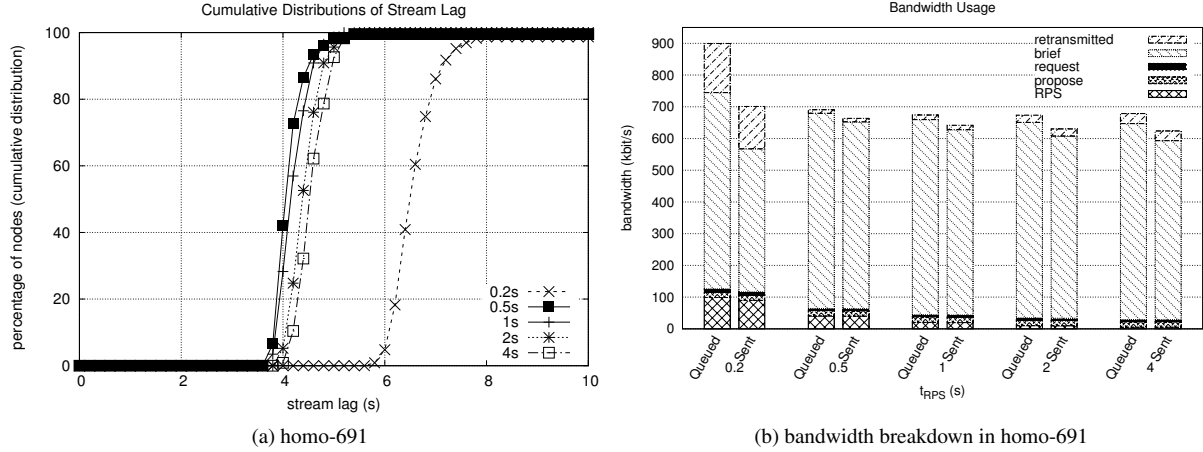 Cumulative Distributions of Stream Lag
percentage of nodes (cumulative distribution)
100
80
60
40
20
0
0.2s
0.5s
1s
2s
4s
0 2 4 6 8 10
stream lag (s)
(a) homo-691
Bandwidth Usage
bandwidth (kbit/s)
900
800
700
600
500
400
300
200
100
0
retransmitted
brief
request
propose
RPS
Queued Sent Queued Sent Queued Sent Queued Sent Queued Sent
0.2 0.5 1 2 4
tRPS (s)
(b) bandwidth breakdown in homo-691